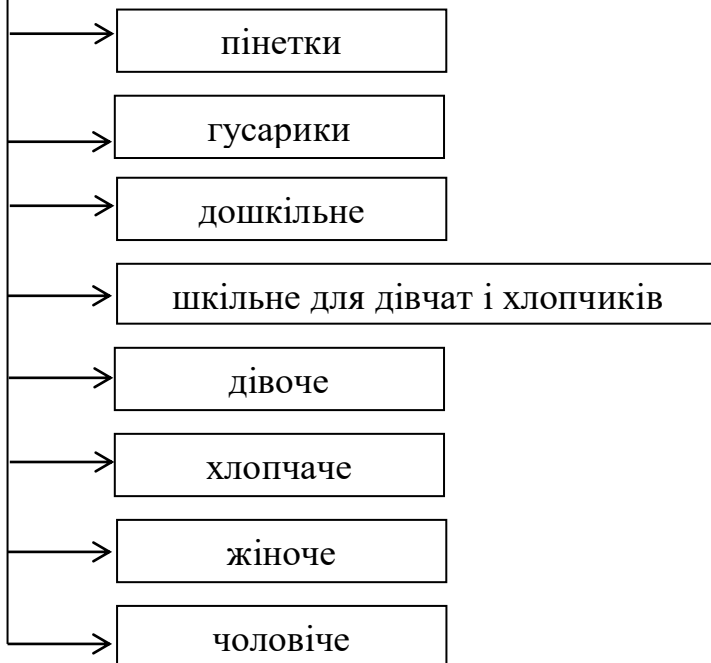 пінетки
гусарики
дошкільне
шкільне для дівчат і хлопчиків
дівоче
хлопчаче
жіноче
чоловіче